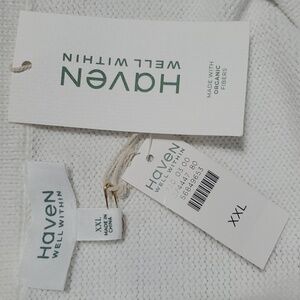 Haven
WELL WITHIN
MADE WITH
ORGANIC
FIBERS
Haven
WELL WITHIN
XXL
MADE IN
CHINA
Haven
WELL WITHIN
XXL